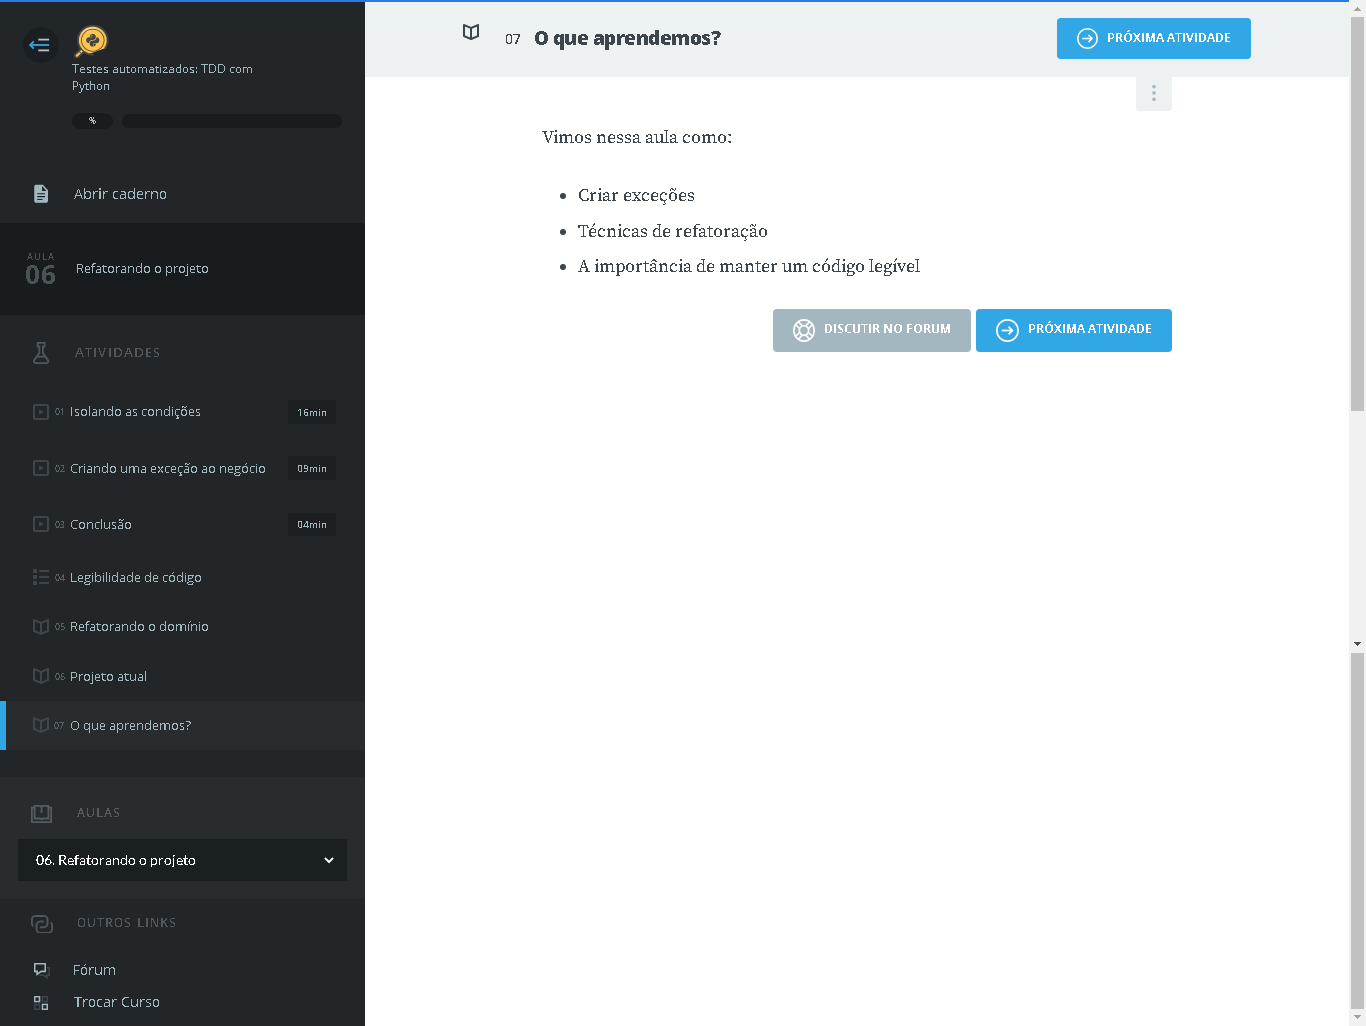 Testes automatizados: TDD com
Python
%
Abrir caderno
AULA
06
Refatorando o projeto
ATIVIDADES
01 Isolando as condições 16min
02 Criando uma exceção ao negócio 09min
03 Conclusão 04min
04 Legibilidade de código
05 Refatorando o domínio
06 Projeto atual
07 O que aprendemos?
AULAS
06. Refatorando o projeto
OUTROS LINKS
Fórum
Trocar Curso
07 O que aprendemos?
PRÓXIMA ATIVIDADE
Vimos nessa aula como:
• Criar exceções
• Técnicas de refatoração
• A importância de manter um código legível
DISCUTIR NO FORUM
PRÓXIMA ATIVIDADE